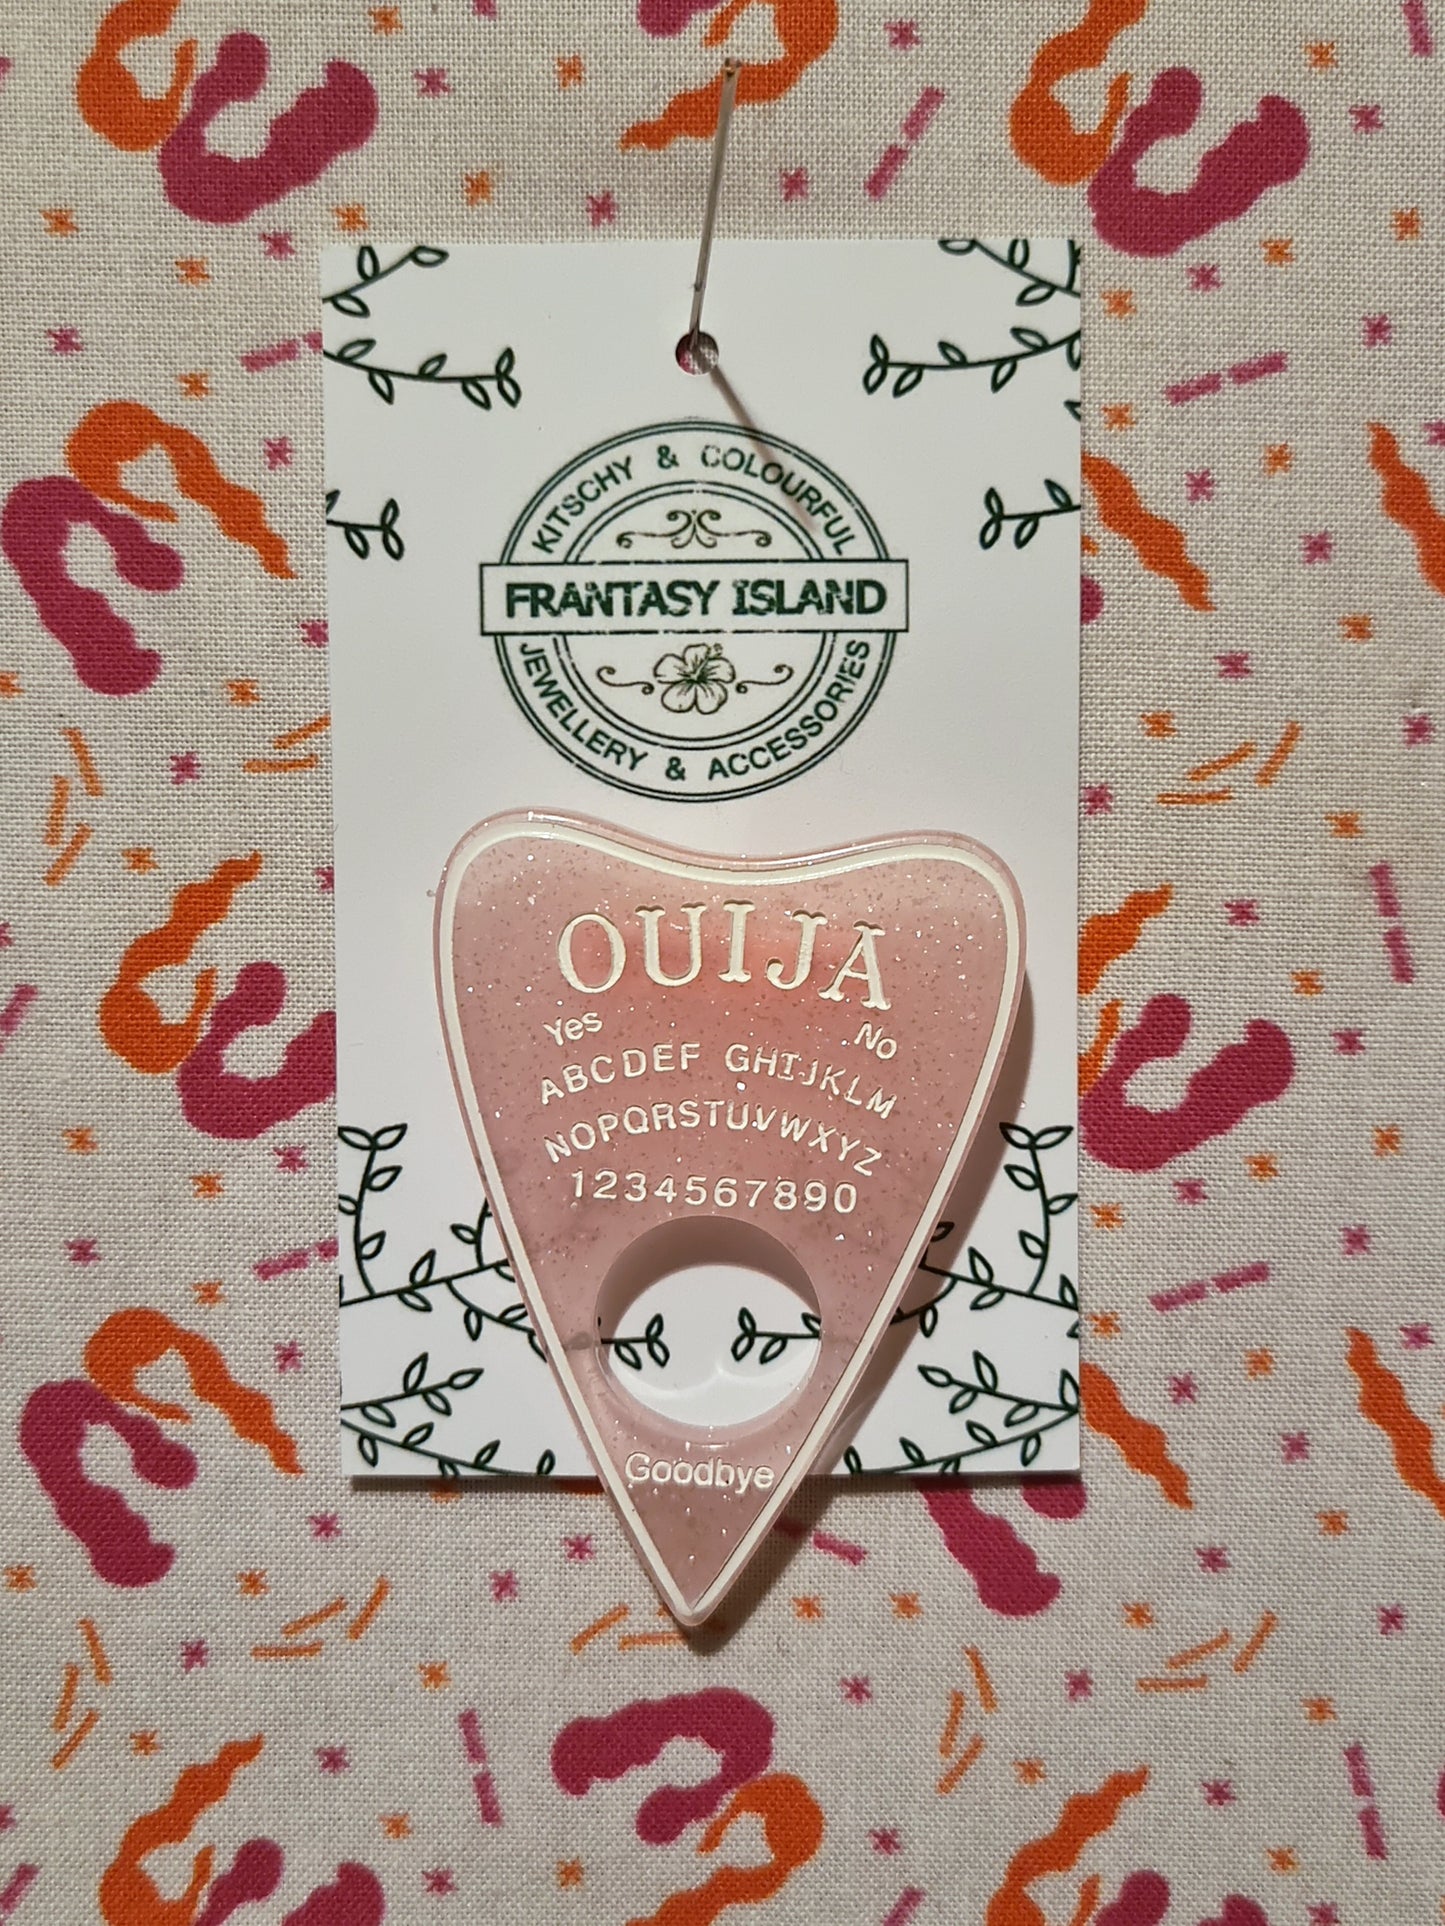 KITSCHY & COLOURFUL
FRANTASY ISLAND
JEWELLERY & ACCESSORIES
OUIJA
Yes No
ABCDEF GHIJKLM
NOPQRSTUVWXYZ
1234567890
Goodbye